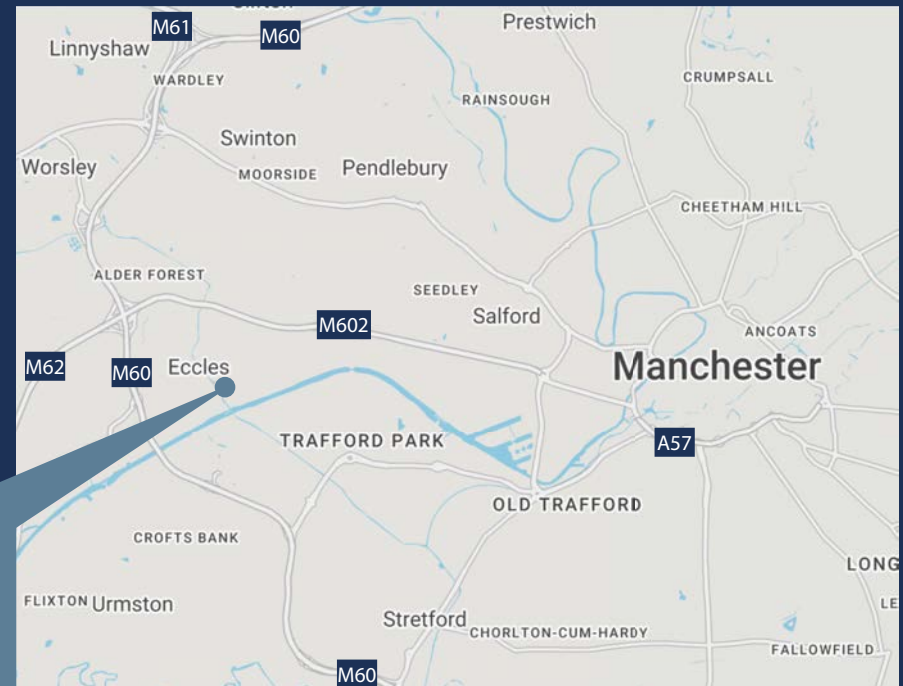 M61
M60
Prestwich
Linnyshaw
WARDLEY
CRUMPSALL
RAINSOUGH
Swinton
Worsley
MOORSIDE
Pendlebury
CHEETHAM HILL
ALDER FOREST
SEEDLEY
Salford
M602
ANCOATS
M62
M60
Eccles
Manchester
TRAFFORD PARK
A57
OLD TRAFFORD
CROFTS BANK
LONG
FLIXTON
Urmston
LE
Stretford
CHORLTON-CUM-HARDY
FALLOWFIELD
M60